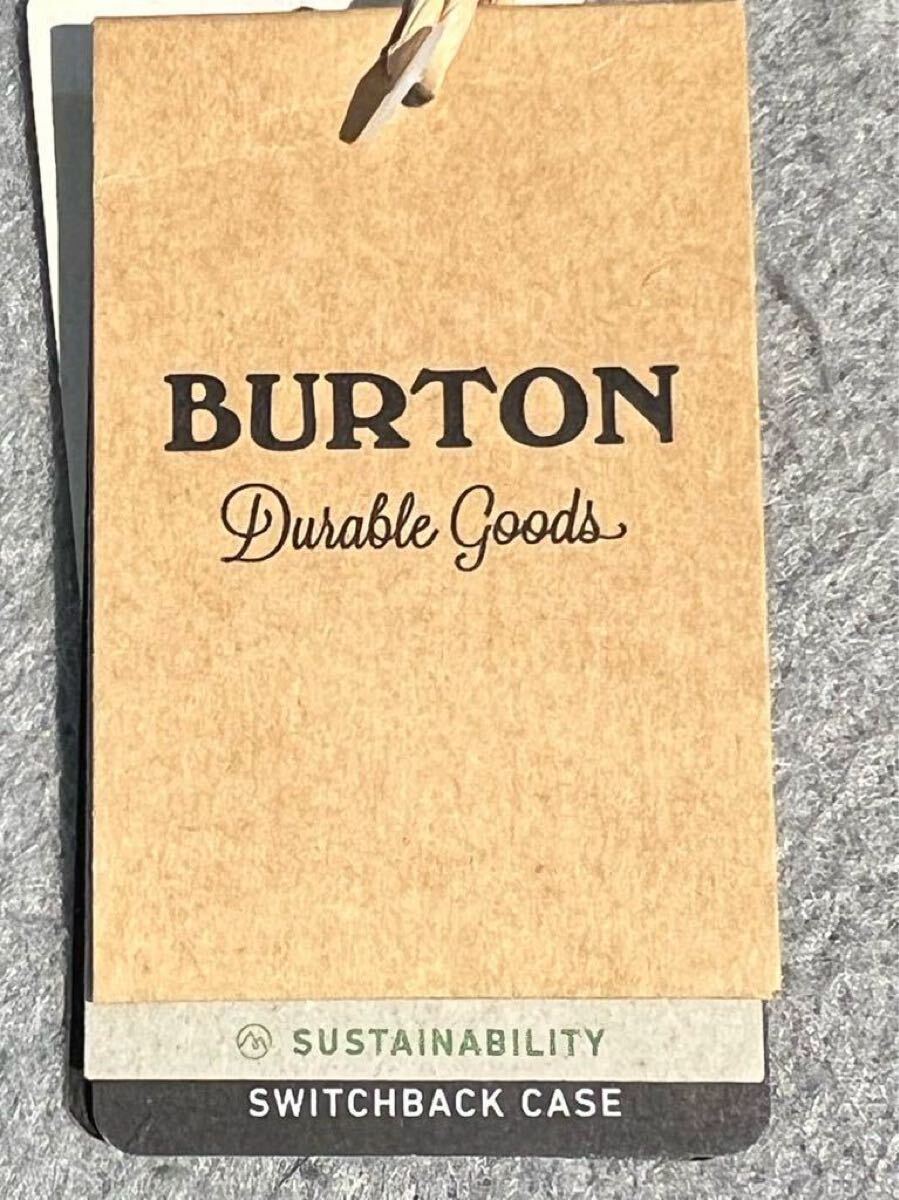 BURTON
Durable Goods
SUSTAINABILITY
SWITCHBACK CASE